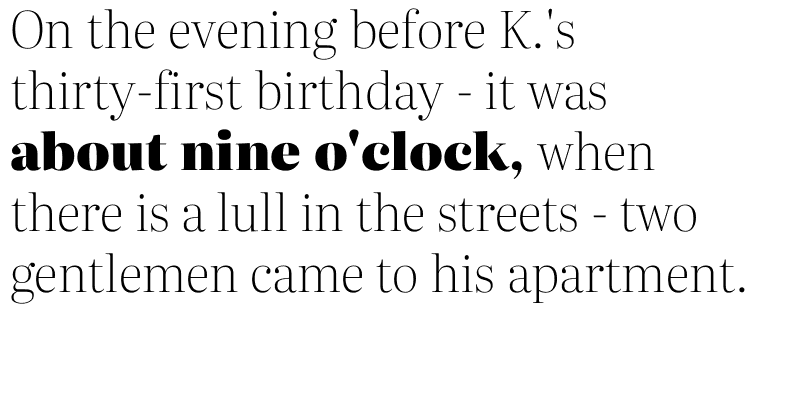 On the evening before K.'s
thirty-first birthday - it was
about nine o'clock, when
there is a lull in the streets - two
gentlemen came to his apartment.